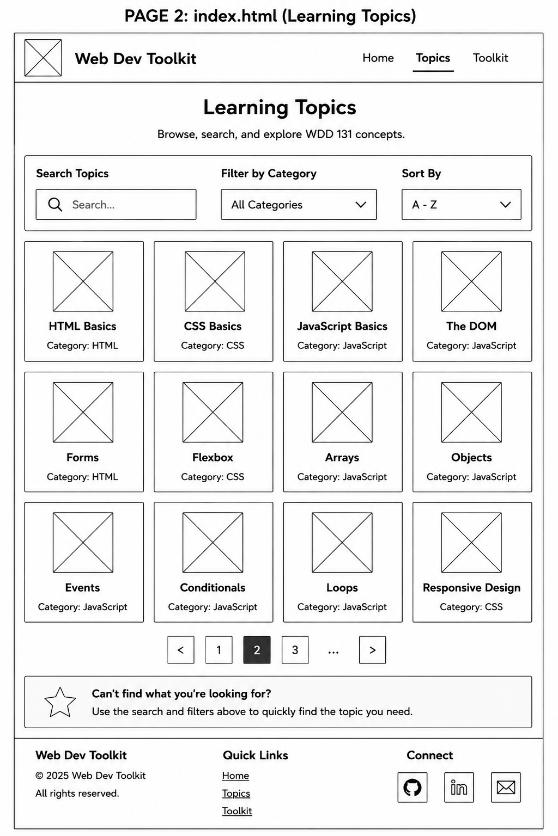 PAGE 2: index.html (Learning Topics)
Web Dev Toolkit
Home Topics Toolkit
Learning Topics
Browse, search, and explore WDD 131 concepts.
Search Topics Filter by Category Sort By
Search... All Categories A - Z
HTML Basics CSS Basics JavaScript Basics The DOM
Category: HTML Category: CSS Category: JavaScript Category: JavaScript
Forms Flexbox Arrays Objects
Category: HTML Category: CSS Category: JavaScript Category: JavaScript
Events Conditionals Loops Responsive Design
Category: JavaScript Category: JavaScript Category: JavaScript Category: CSS
< 1 2 3 ... >
Can't find what you're looking for?
Use the search and filters above to quickly find the topic you need.
Web Dev Toolkit Quick Links Connect
© 2025 Web Dev Toolkit Home
All rights reserved. Topics
Toolkit
in